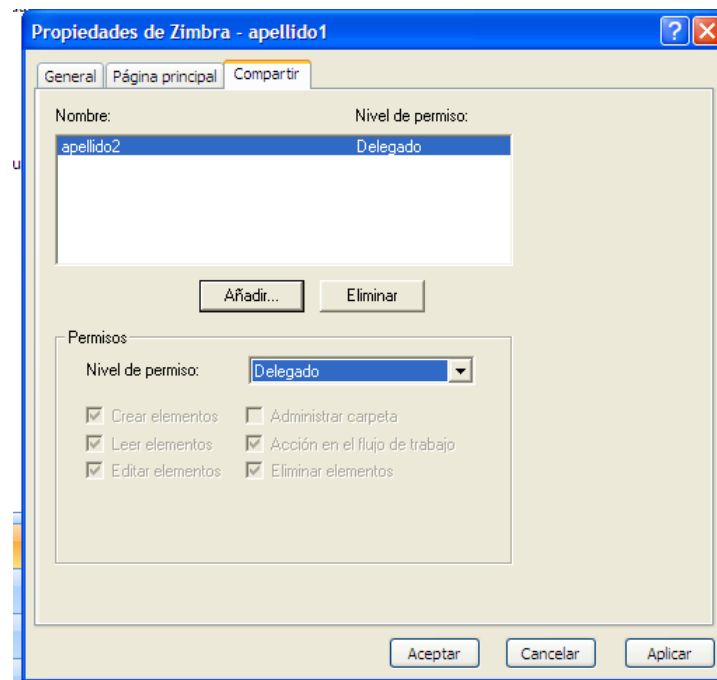 Propiedades de Zimbra - apellido1
General Página principal Compartir
Nombre: Nivel de permiso:
apellido2 Delegado
Añadir... Eliminar
Permisos
Nivel de permiso: Delegado
Crear elementos Administrar carpeta
Leer elementos Acción en el flujo de trabajo
Editar elementos Eliminar elementos
Aceptar Cancelar Aplicar